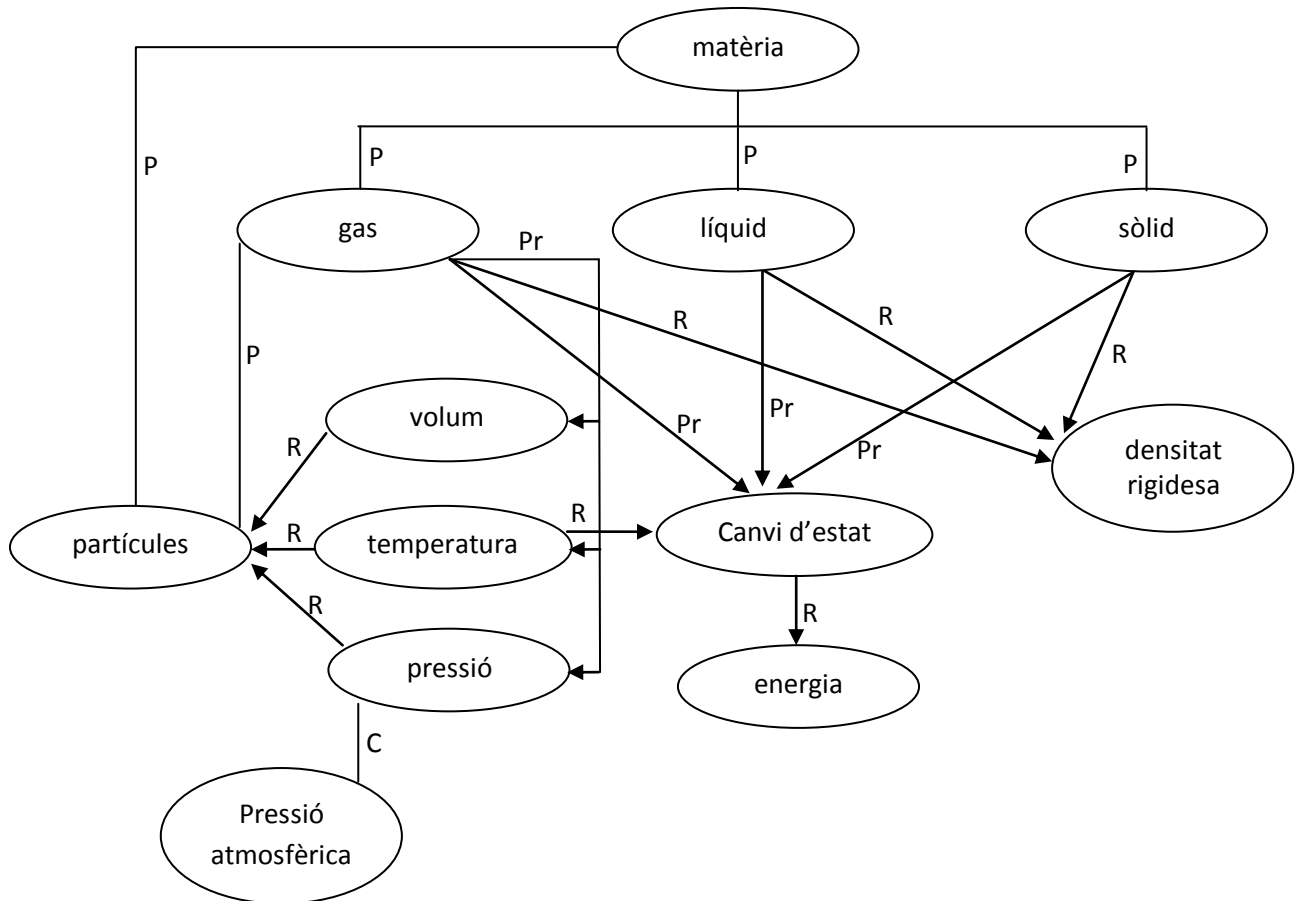 matèria
P
P
P
P
gas
líquid
sòlid
Pr
R
R
R
P
volum
Pr
Pr
Pr
densitat
rigidesa
R
partícules
R
temperatura
R
Canvi d’estat
R
R
pressió
energia
C
Pressió
atmosfèrica